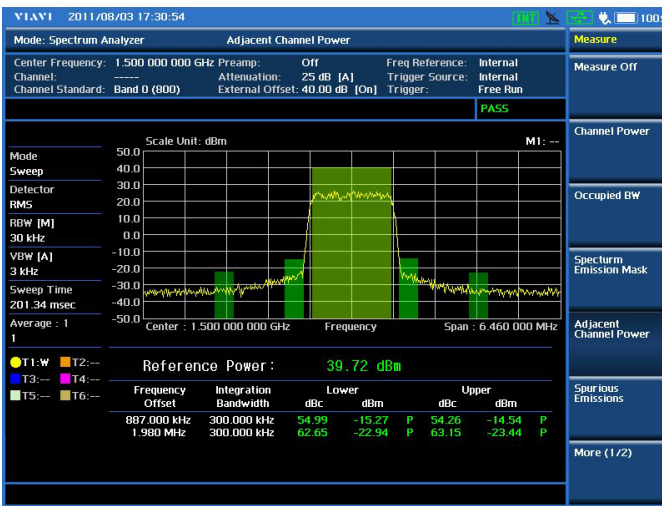 VIAVI 2011/08/03 17:30:54 INT 100%
Mode: Spectrum Analyzer Adjacent Channel Power Measure
Center Frequency: 1.500 000 000 GHz Preamp: Off Freq Reference: Internal
Channel: ----- Attenuation: 25 dB [A] Trigger Source: Internal
Channel Standard: Band 0 (800) External Offset: 40.00 dB [On] Trigger: Free Run
Measure Off
PASS
Channel Power
Scale Unit: dBm M1: --
Mode
Sweep
Detector
RMS
RBW [M]
30 kHz
VBW [A]
3 kHz
Sweep Time
201.34 msec
Average : 1
1
50.0
40.0
30.0
20.0
10.0
0.0
-10.0
-20.0
-30.0
-40.0
-50.0
Center : 1.500 000 000 GHz Frequency Span : 6.460 000 MHz
Occupied BW
Specturm
Emission Mask
Adjacent
Channel Power
T1:W T2:--
T3:-- T4:--
T5:-- T6:--
Reference Power: 39.72 dBm
Frequency Integration Lower Upper
Offset Bandwidth dBc dBm dBc dBm
887.000 kHz 300.000 kHz 54.99 -15.27 P 54.26 -14.54 P
1.980 MHz 300.000 kHz 62.65 -22.94 P 63.15 -23.44 P
Spurious
Emissions
More (1/2)